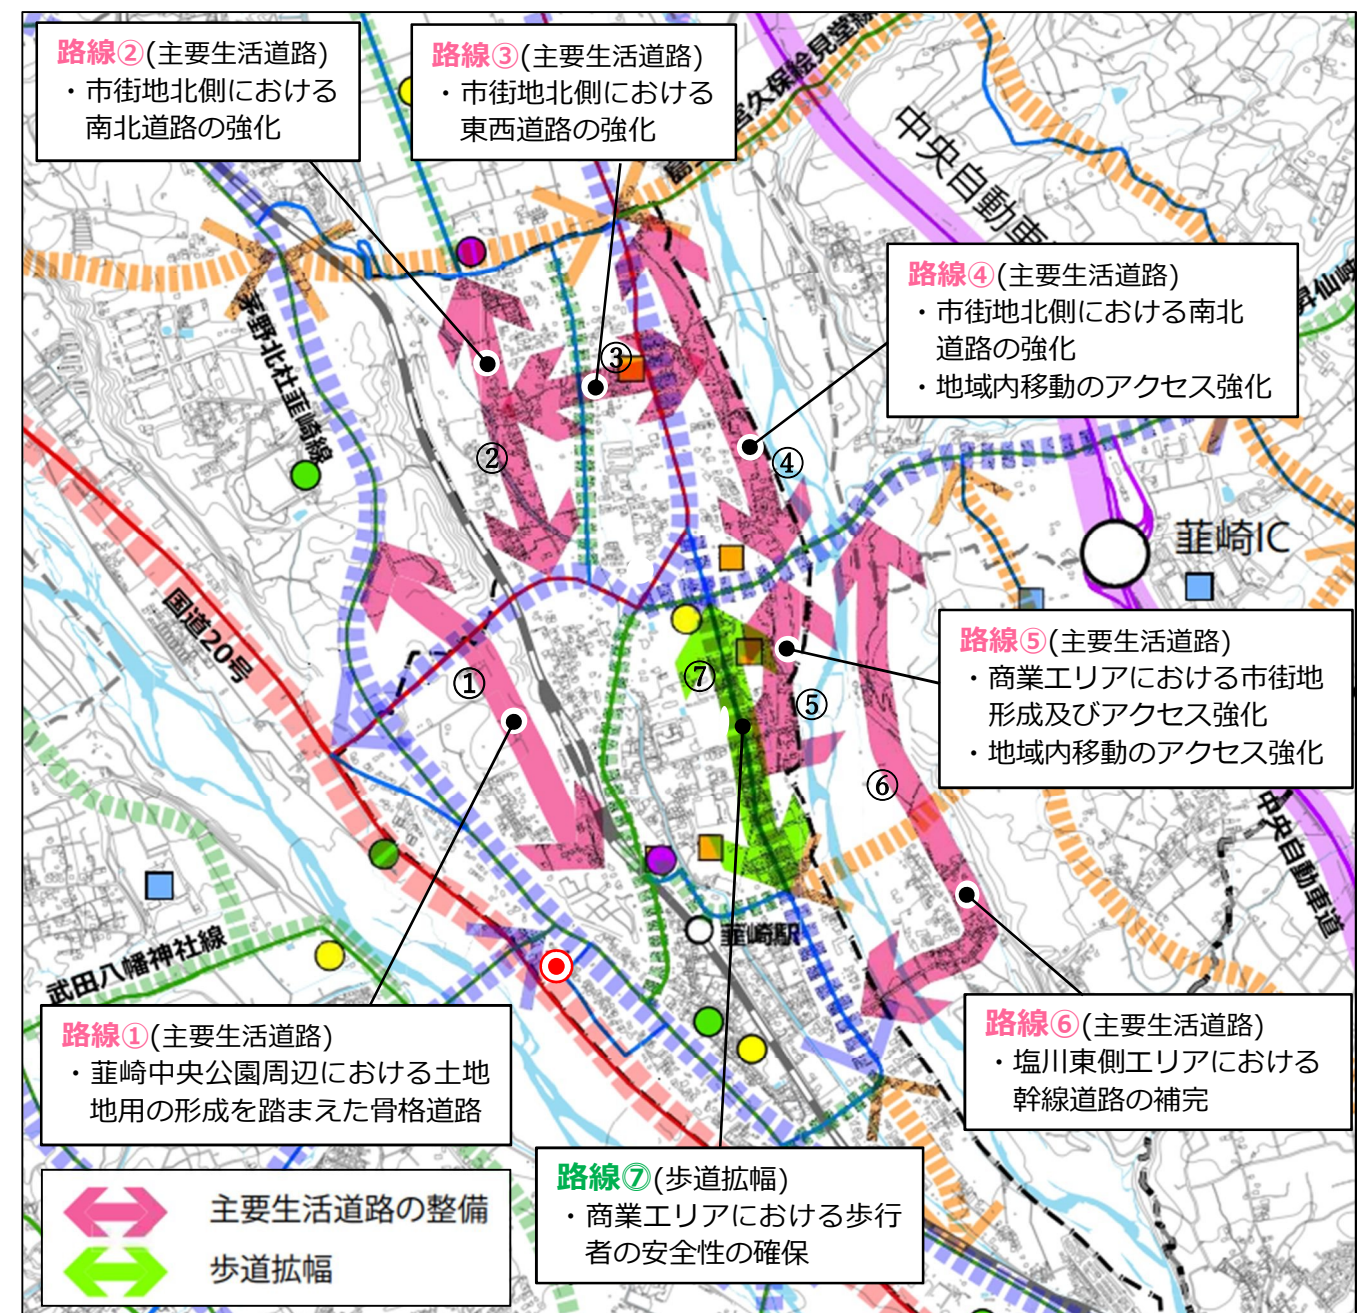 路線②(主要生活道路)
・市街地北側における
南北道路の強化
路線③(主要生活道路)
・市街地北側における
東西道路の強化
中央自動車
路線④(主要生活道路)
・市街地北側における南北
道路の強化
・地域内移動のアクセス強化
昇仙峡
茅野北杜韮崎線
③
②
④
韮崎IC
国道20号
路線⑤(主要生活道路)
・商業エリアにおける市街地
形成及びアクセス強化
・地域内移動のアクセス強化
①
⑦
⑤
⑥
中央自動車道
韮崎駅
武田八幡神社線
路線①(主要生活道路)
・韮崎中央公園周辺における土地
地用の形成を踏まえた骨格道路
路線⑥(主要生活道路)
・塩川東側エリアにおける
幹線道路の補完
路線⑦(歩道拡幅)
・商業エリアにおける歩行
者の安全性の確保
主要生活道路の整備
歩道拡幅